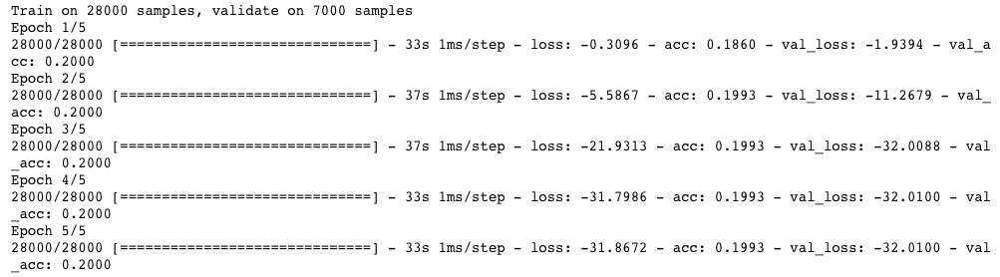 Train on 28000 samples, validate on 7000 samples
Epoch 1/5
28000/28000 [==============================] - 33s 1ms/step - loss: -0.3096 - acc: 0.1860 - val_loss: -1.9394 - val_a
cc: 0.2000
Epoch 2/5
28000/28000 [==============================] - 37s 1ms/step - loss: -5.5867 - acc: 0.1993 - val_loss: -11.2679 - val_
acc: 0.2000
Epoch 3/5
28000/28000 [==============================] - 37s 1ms/step - loss: -21.9313 - acc: 0.1993 - val_loss: -32.0088 - val
_acc: 0.2000
Epoch 4/5
28000/28000 [==============================] - 33s 1ms/step - loss: -31.7986 - acc: 0.1993 - val_loss: -32.0100 - val
_acc: 0.2000
Epoch 5/5
28000/28000 [==============================] - 33s 1ms/step - loss: -31.8672 - acc: 0.1993 - val_loss: -32.0100 - val
_acc: 0.2000